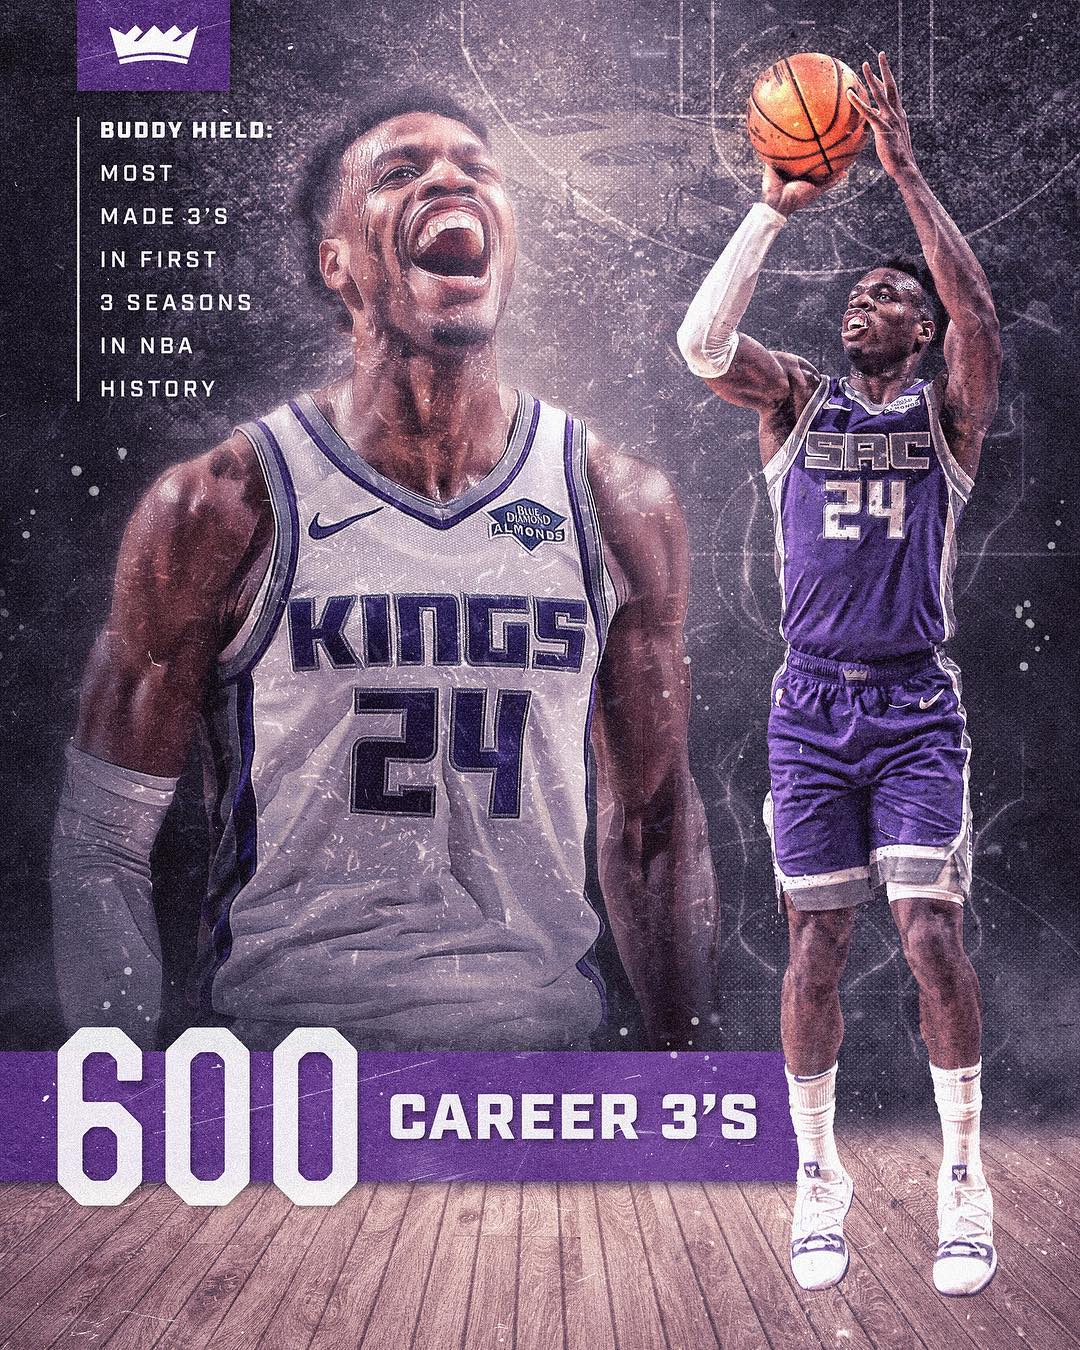 BUDDY HIELD:
MOST
MADE 3'S
IN FIRST
3 SEASONS
IN NBA
HISTORY
SAC
24
BLUE
DIAMOND
ALMONDS
KINGS
24
600 CAREER 3'S